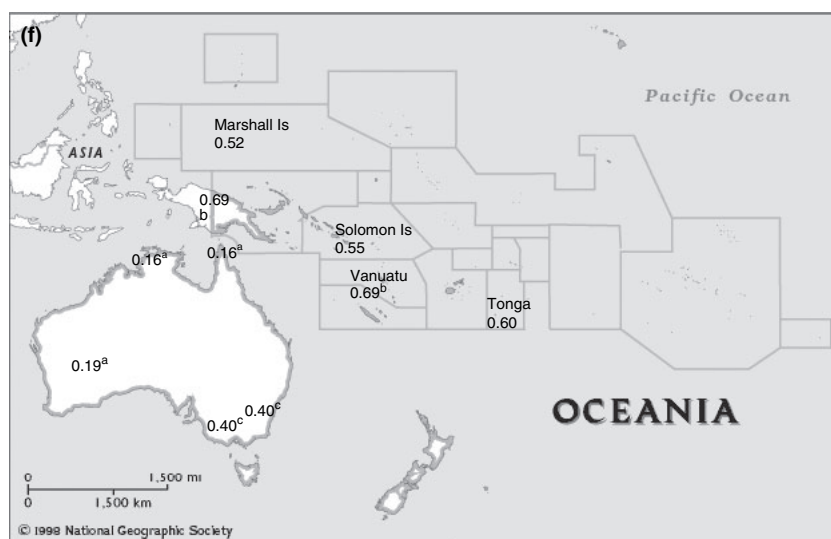 (f)
Pacific Ocean
Marshall Is
0.52
ASIA
0.69
b
Solomon Is
0.55
0.16ᵃ
0.16ᵃ
Vanuatu
0.69ᵇ
Tonga
0.60
0.19ᵃ
0.40ᶜ
0.40ᶜ
OCEANIA
0 1,500 mi
0 1,500 km
© 1998 National Geographic Society